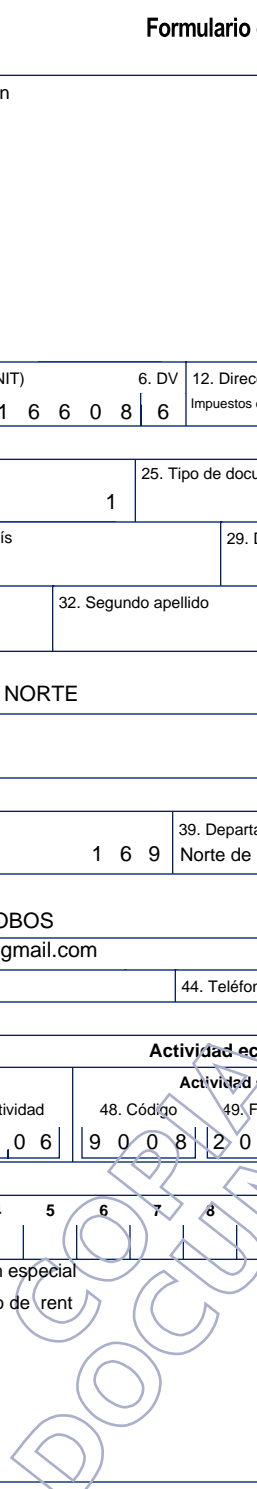 Formulario
n
NIT) 6. DV 12. Direc
1 6 6 0 8 6 Impuestos
25. Tipo de docu
1
ís 29.
32. Segundo apellido
NORTE
39. Departa
1 6 9 Norte de
OBOS
gmail.com
44. Teléfon
Actividad ec
Actividad
tividad 48. Código 49. F
0 6 9 0 0 8 2 0
5 6 7 8
n especial
o de rent
COPIA
DOCUM